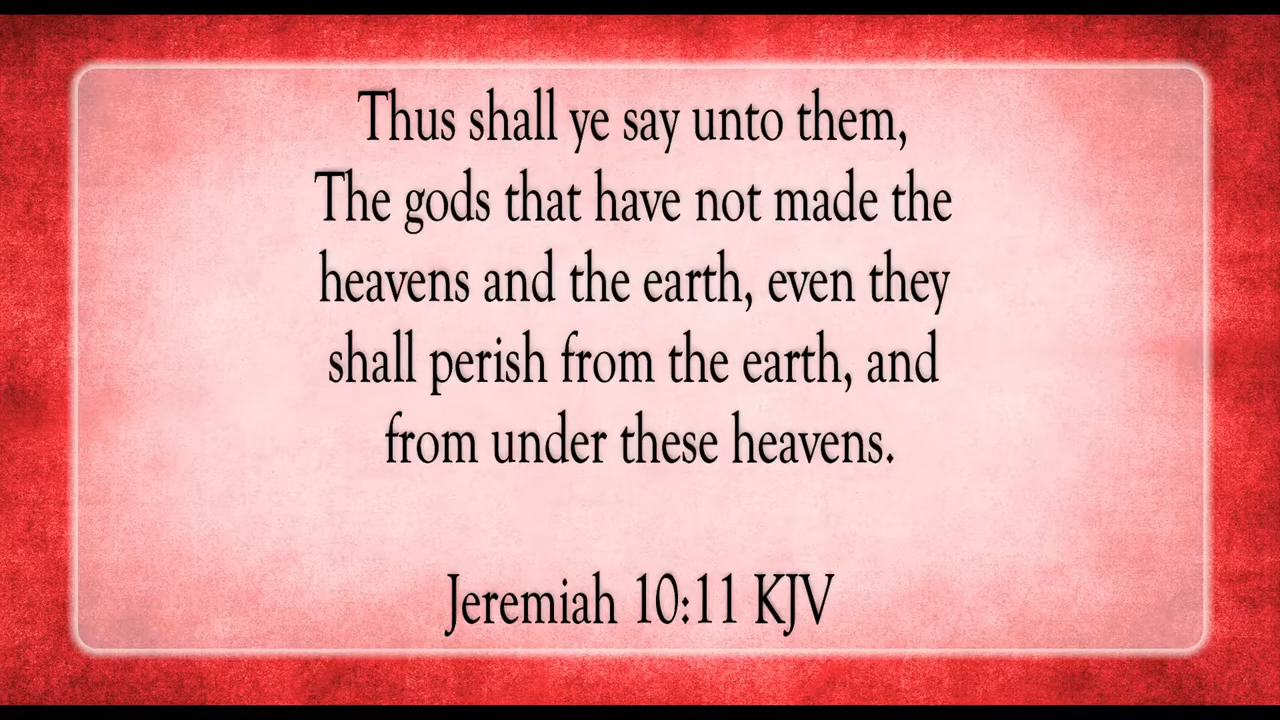 Thus shall ye say unto them,
The gods that have not made the
heavens and the earth, even they
shall perish from the earth, and
from under these heavens.
Jeremiah 10:11 KJV